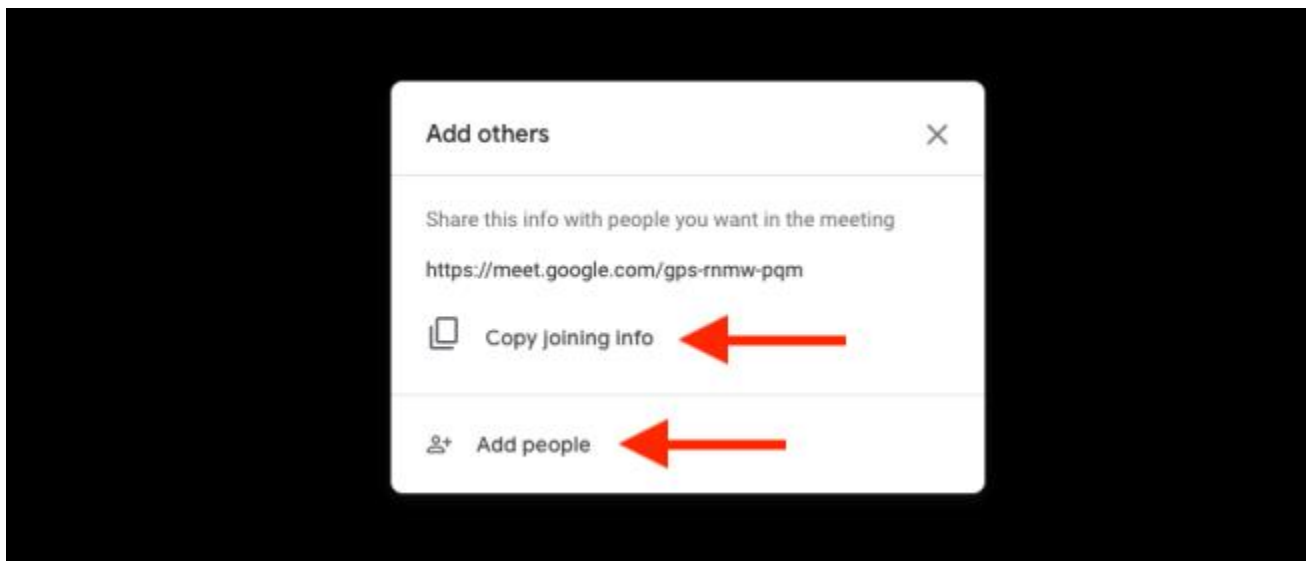 Add others
Share this info with people you want in the meeting
https://meet.google.com/gps-rnmw-pqm
Copy joining info
Add people